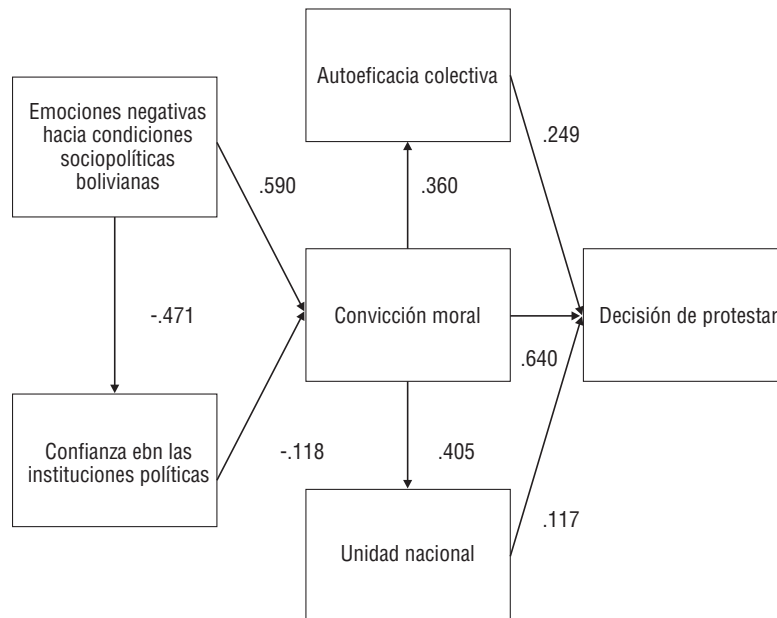 Autoeficacia colectiva
Emociones negativas
hacia condiciones
sociopolíticas
bolivianas
.249
.590
.360
-.471
Convicción moral
Decisión de protestar
.640
Confianza ebn las
instituciones políticas
-.118
.405
.117
Unidad nacional